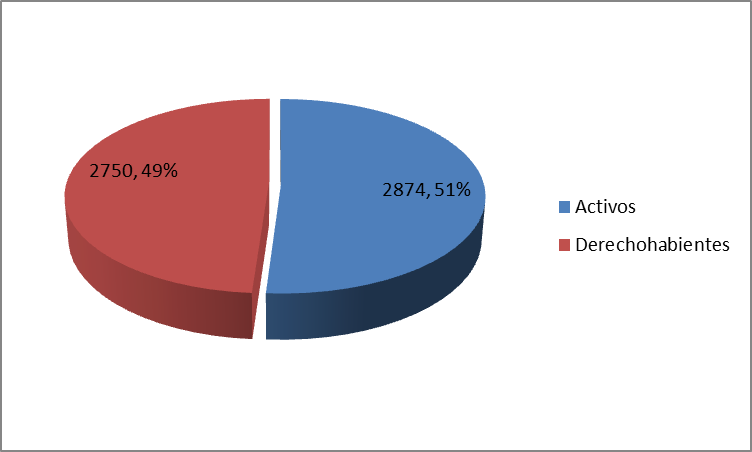 2750, 49%
2874, 51%
Activos
Derechohabientes